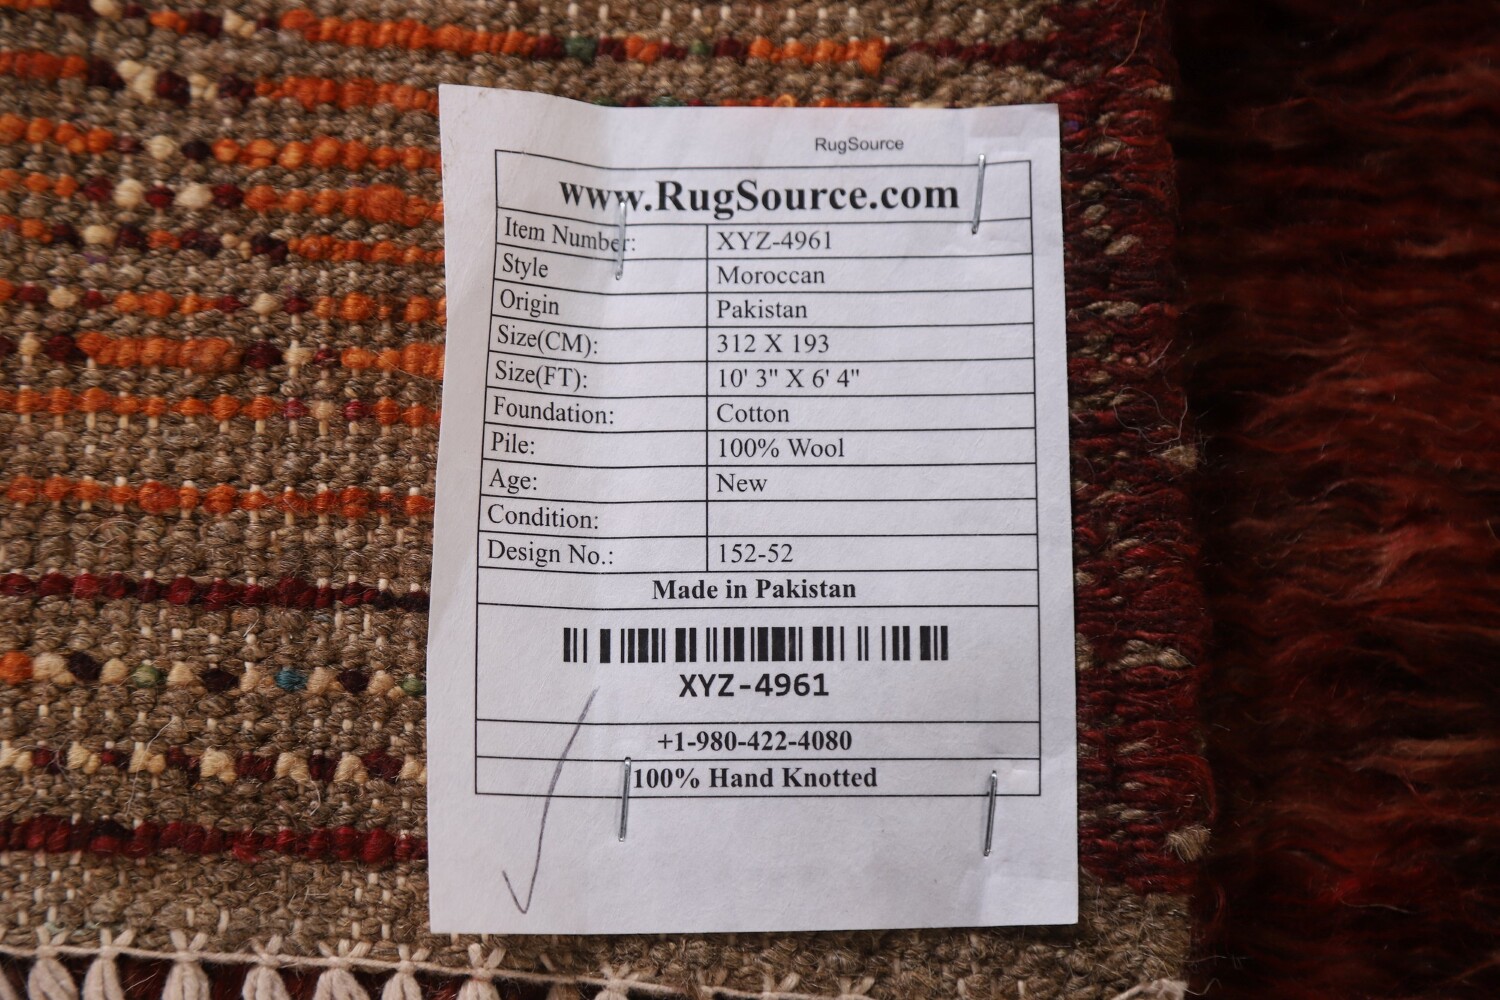 RugSource
www.RugSource.com
Item Number: XYZ-4961
Style Moroccan
Origin Pakistan
Size(CM): 312 X 193
Size(FT): 10' 3" X 6' 4"
Foundation: Cotton
Pile: 100% Wool
Age: New
Condition:
Design No.: 152-52
Made in Pakistan
XYZ-4961
+1-980-422-4080
100% Hand Knotted